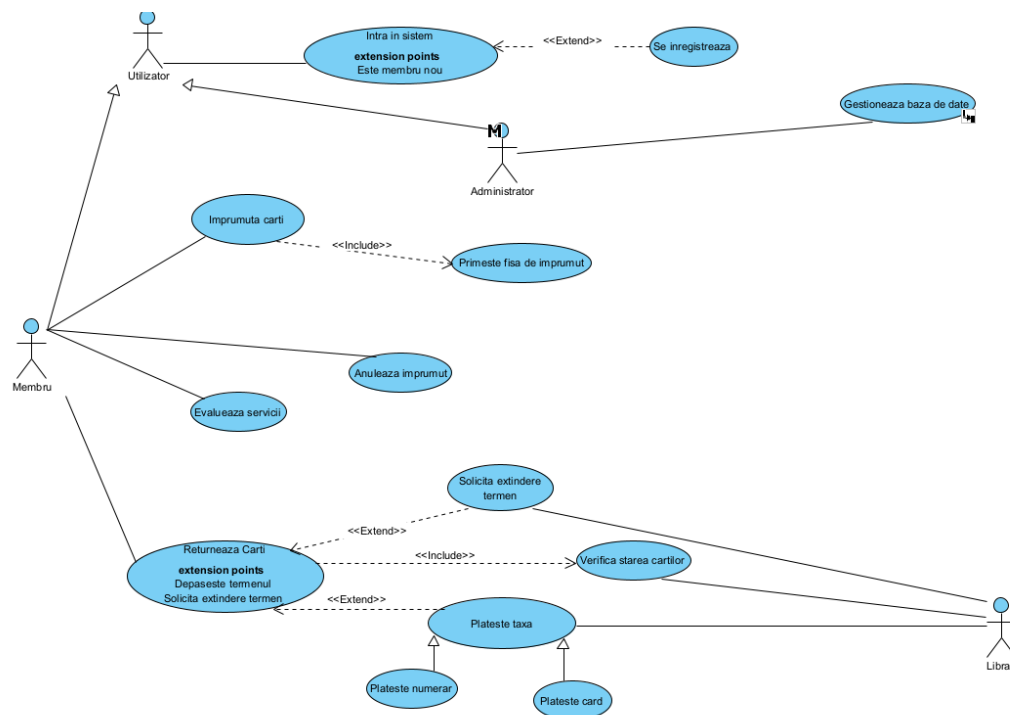 Intra in sistem
extension points
Este membru nou
<<Extend>>
Se inregistreaza
Utilizator
Gestioneaza baza de date
M
Administrator
Imprumuta carti
<<Include>>
Primeste fisa de imprumut
Membru
Anuleaza imprumut
Evalueaza servicii
Solicita extindere
termen
<<Extend>>
Returneaza Carti
extension points
Depaseste termenul
Solicita extindere termen
<<Include>>
Verifica starea cartilor
<<Extend>>
Plateste taxa
Librar
Plateste numerar
Plateste card